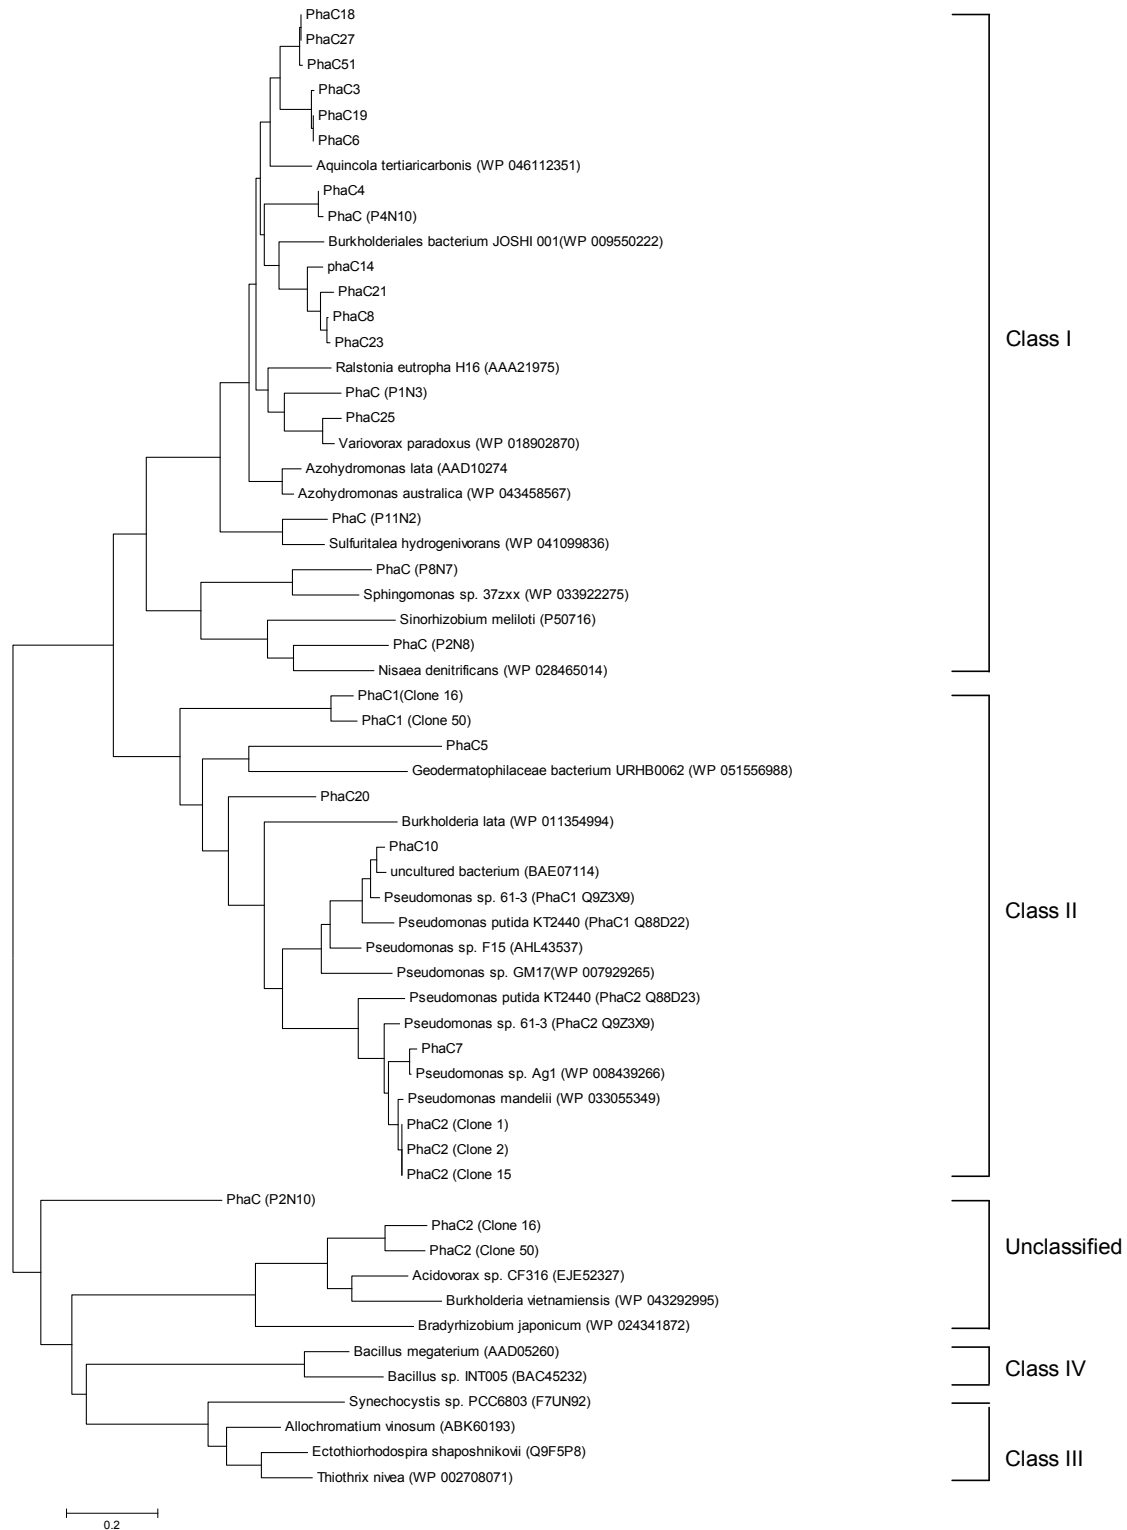 PhaC18
PhaC27
PhaC51
PhaC3
PhaC19
PhaC6
Aquincola tertiaricarbonis (WP 046112351)
PhaC4
PhaC (P4N10)
Burkholderiales bacterium JOSHI 001(WP 009550222)
phaC14
PhaC21
PhaC8
PhaC23
Class I
Ralstonia eutropha H16 (AAA21975)
PhaC (P1N3)
PhaC25
Variovorax paradoxus (WP 018902870)
Azohydromonas lata (AAD10274
Azohydromonas australica (WP 043458567)
PhaC (P11N2)
Sulfuritalea hydrogenivorans (WP 041099836)
PhaC (P8N7)
Sphingomonas sp. 37zxx (WP 033922275)
Sinorhizobium meliloti (P50716)
PhaC (P2N8)
Nisaea denitrificans (WP 028465014)
PhaC1(Clone 16)
PhaC1 (Clone 50)
PhaC5
Geodermatophilaceae bacterium URHB0062 (WP 051556988)
PhaC20
Burkholderia lata (WP 011354994)
PhaC10
uncultured bacterium (BAE07114)
Pseudomonas sp. 61-3 (PhaC1 Q9Z3X9)
Class II
Pseudomonas putida KT2440 (PhaC1 Q88D22)
Pseudomonas sp. F15 (AHL43537)
Pseudomonas sp. GM17(WP 007929265)
Pseudomonas putida KT2440 (PhaC2 Q88D23)
Pseudomonas sp. 61-3 (PhaC2 Q9Z3X9)
PhaC7
Pseudomonas sp. Ag1 (WP 008439266)
Pseudomonas mandelii (WP 033055349)
PhaC2 (Clone 1)
PhaC2 (Clone 2)
PhaC2 (Clone 15
PhaC (P2N10)
PhaC2 (Clone 16)
Unclassified
PhaC2 (Clone 50)
Acidovorax sp. CF316 (EJE52327)
Burkholderia vietnamiensis (WP 043292995)
Bradyrhizobium japonicum (WP 024341872)
Bacillus megaterium (AAD05260)
Class IV
Bacillus sp. INT005 (BAC45232)
Synechocystis sp. PCC6803 (F7UN92)
Allochromatium vinosum (ABK60193)
Ectothiorhodospira shaposhnikovii (Q9F5P8)
Class III
Thiothrix nivea (WP 002708071)
0.2